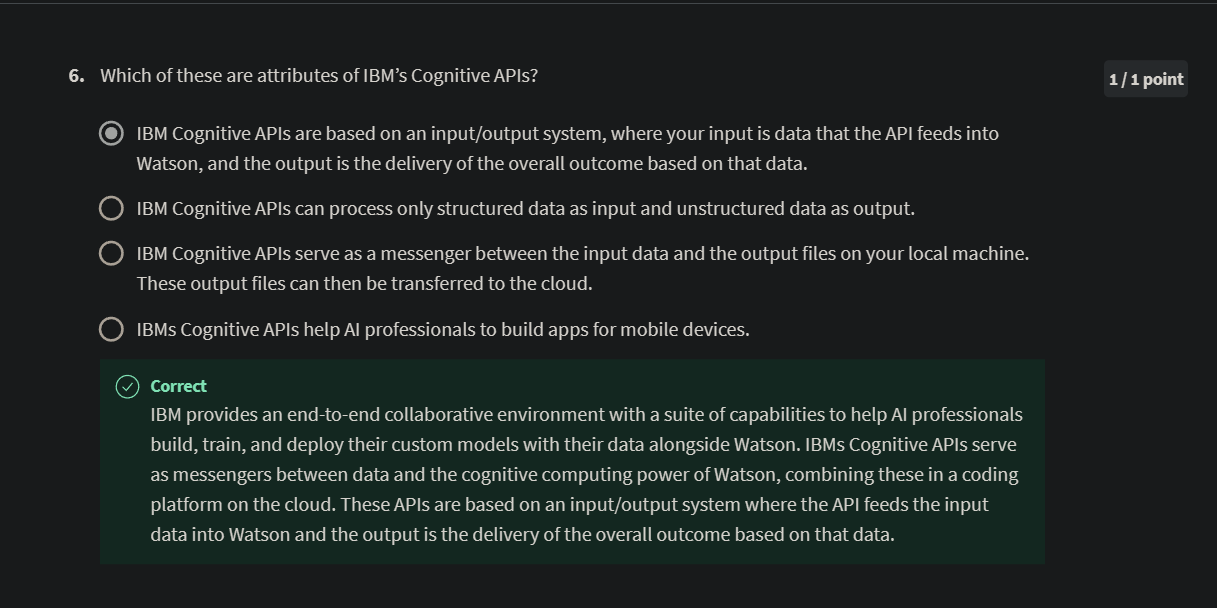 6. Which of these are attributes of IBM’s Cognitive APIs?
1 / 1 point
IBM Cognitive APIs are based on an input/output system, where your input is data that the API feeds into
Watson, and the output is the delivery of the overall outcome based on that data.
IBM Cognitive APIs can process only structured data as input and unstructured data as output.
IBM Cognitive APIs serve as a messenger between the input data and the output files on your local machine.
These output files can then be transferred to the cloud.
IBMs Cognitive APIs help AI professionals to build apps for mobile devices.
Correct
IBM provides an end-to-end collaborative environment with a suite of capabilities to help AI professionals
build, train, and deploy their custom models with their data alongside Watson. IBMs Cognitive APIs serve
as messengers between data and the cognitive computing power of Watson, combining these in a coding
platform on the cloud. These APIs are based on an input/output system where the API feeds the input
data into Watson and the output is the delivery of the overall outcome based on that data.